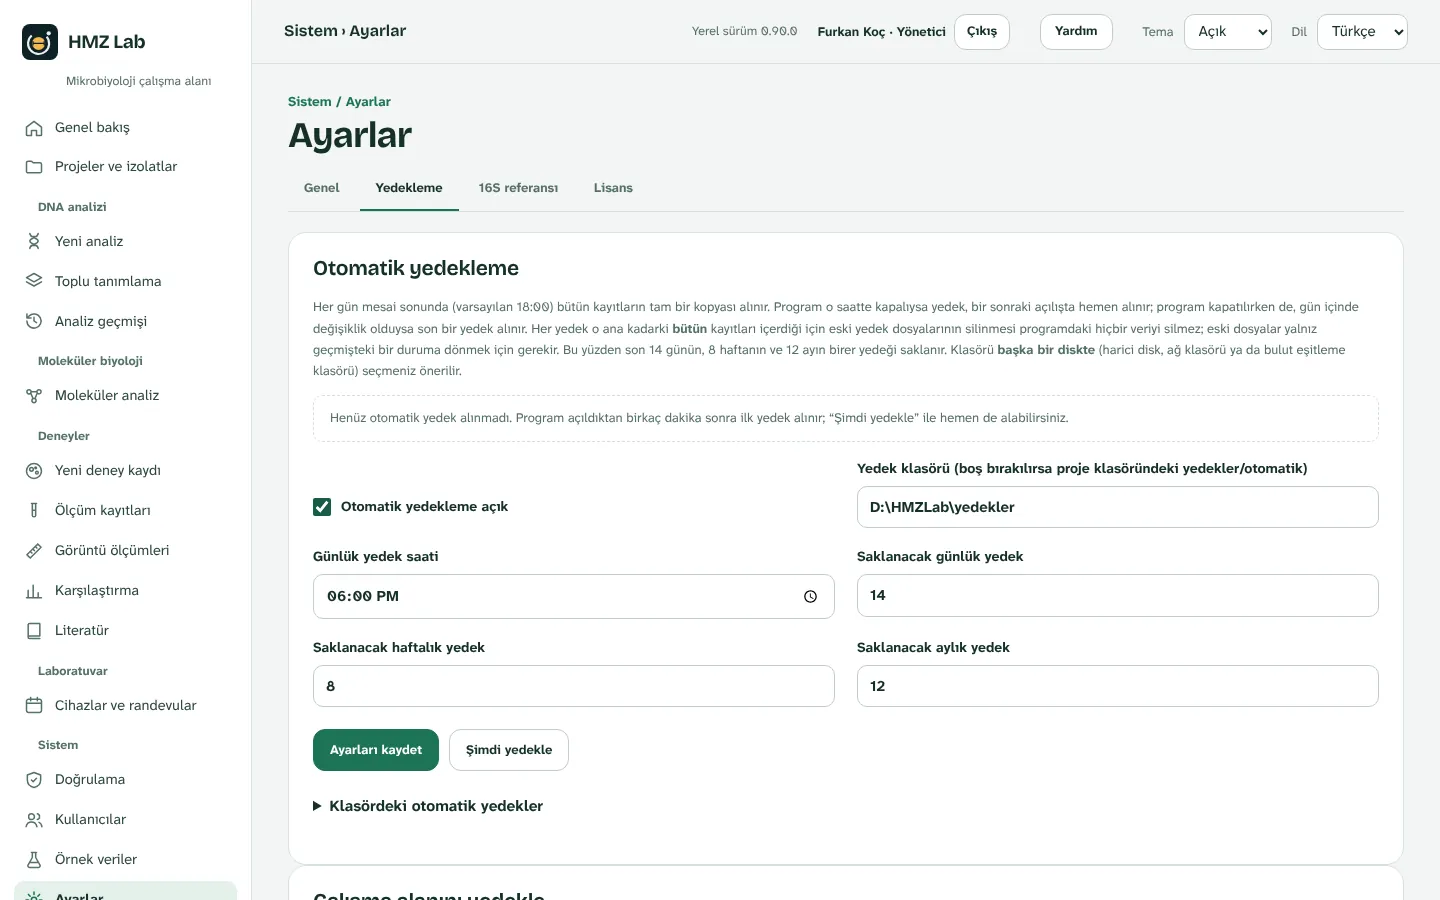 HMZ Lab
Mikrobiyoloji çalışma alanı
Genel bakış
Projeler ve izolatlar
DNA analizi
Yeni analiz
Toplu tanımlama
Analiz geçmişi
Moleküler biyoloji
Moleküler analiz
Deneyler
Yeni deney kaydı
Ölçüm kayıtları
Görüntü ölçümleri
Karşılaştırma
Literatür
Laboratuvar
Cihazlar ve randevular
Sistem
Doğrulama
Kullanıcılar
Örnek veriler
Ayarlar
Sistem › Ayarlar
Yerel sürüm 0.90.0
Furkan Koç · Yönetici
Çıkış
Yardım
Tema
Açık
Dil
Türkçe
Sistem / Ayarlar
Ayarlar
Genel
Yedekleme
16S referansı
Lisans
Otomatik yedekleme
Her gün mesai sonunda (varsayılan 18:00) bütün kayıtların tam bir kopyası alınır. Program o saatte kapalıysa yedek, bir sonraki açılışta hemen alınır; program kapatılırken de, gün içinde
değişiklik olduysa son bir yedek alınır. Her yedek o ana kadarki bütün kayıtları içerdiği için eski yedek dosyalarının silinmesi programdaki hiçbir veriyi silmez; eski dosyalar yalnız
geçmişteki bir duruma dönmek için gerekir. Bu yüzden son 14 günün, 8 haftanın ve 12 ayın birer yedeği saklanır. Klasörü başka bir diskte (harici disk, ağ klasörü ya da bulut eşitleme
klasörü) seçmeniz önerilir.
Henüz otomatik yedek alınmadı. Program açıldıktan birkaç dakika sonra ilk yedek alınır; “Şimdi yedekle” ile hemen de alabilirsiniz.
Otomatik yedekleme açık
Yedek klasörü (boş bırakılırsa proje klasöründeki yedekler/otomatik)
D:\HMZLab\yedekler
Günlük yedek saati
06:00 PM
Saklanacak günlük yedek
14
Saklanacak haftalık yedek
8
Saklanacak aylık yedek
12
Ayarları kaydet
Şimdi yedekle
Klasördeki otomatik yedekler
Çalışma alanını yedekle